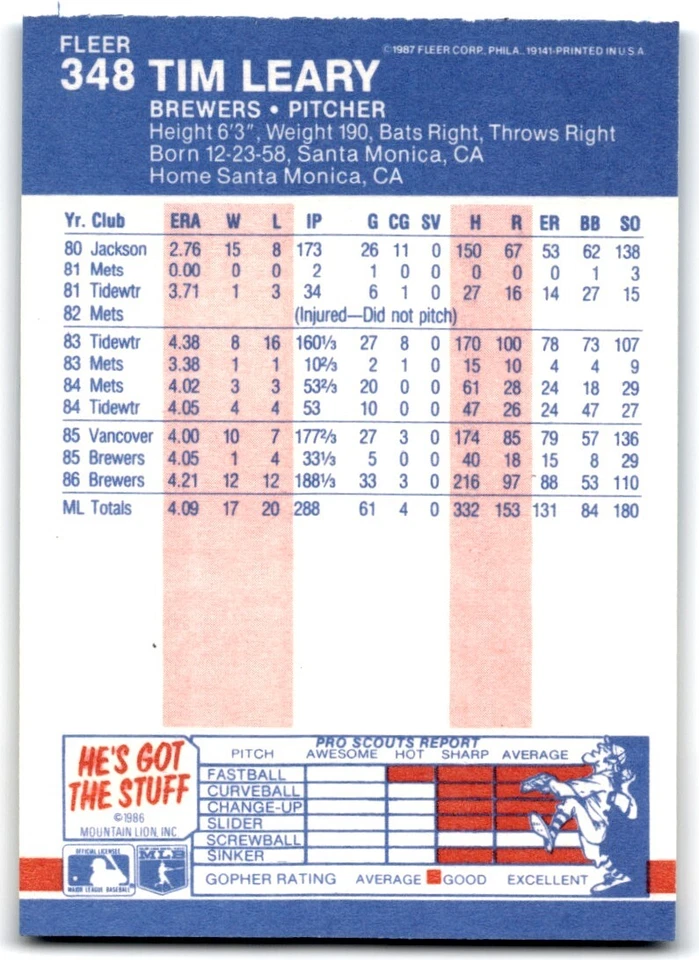 FLEER
©1987 FLEER CORP., PHILA., 19141-PRINTED IN U.S.A.
348 TIM LEARY
BREWERS • PITCHER
Height 6'3", Weight 190, Bats Right, Throws Right
Born 12-23-58, Santa Monica, CA
Home Santa Monica, CA
Yr. Club ERA W L IP G CG SV H R ER BB SO
80 Jackson 2.76 15 8 173 26 11 0 150 67 53 62 138
81 Mets 0.00 0 0 2 1 0 0 0 0 0 1 3
81 Tidewtr 3.71 1 3 34 6 1 0 27 16 14 27 15
82 Mets (Injured—Did not pitch)
83 Tidewtr 4.38 8 16 160⅓ 27 8 0 170 100 78 73 107
83 Mets 3.38 1 1 10⅔ 2 1 0 15 10 4 4 9
84 Mets 4.02 3 3 53⅔ 20 0 0 61 28 24 18 29
84 Tidewtr 4.05 4 4 53 10 0 0 47 26 24 47 27
85 Vancover 4.00 10 7 177⅔ 27 3 0 174 85 79 57 136
85 Brewers 4.05 1 4 33⅓ 5 0 0 40 18 15 8 29
86 Brewers 4.21 12 12 188⅓ 33 3 0 216 97 88 53 110
ML Totals 4.09 17 20 288 61 4 0 332 153 131 84 180
HE'S GOT
THE STUFF
©1986
MOUNTAIN LION, INC
PRO SCOUTS REPORT
PITCH AWESOME HOT SHARP AVERAGE
FASTBALL
CURVEBALL
CHANGE-UP
SLIDER
SCREWBALL
SINKER
GOPHER RATING AVERAGE GOOD EXCELLENT
OFFICIAL LICENSEE
MAJOR LEAGUE BASEBALL
MLB